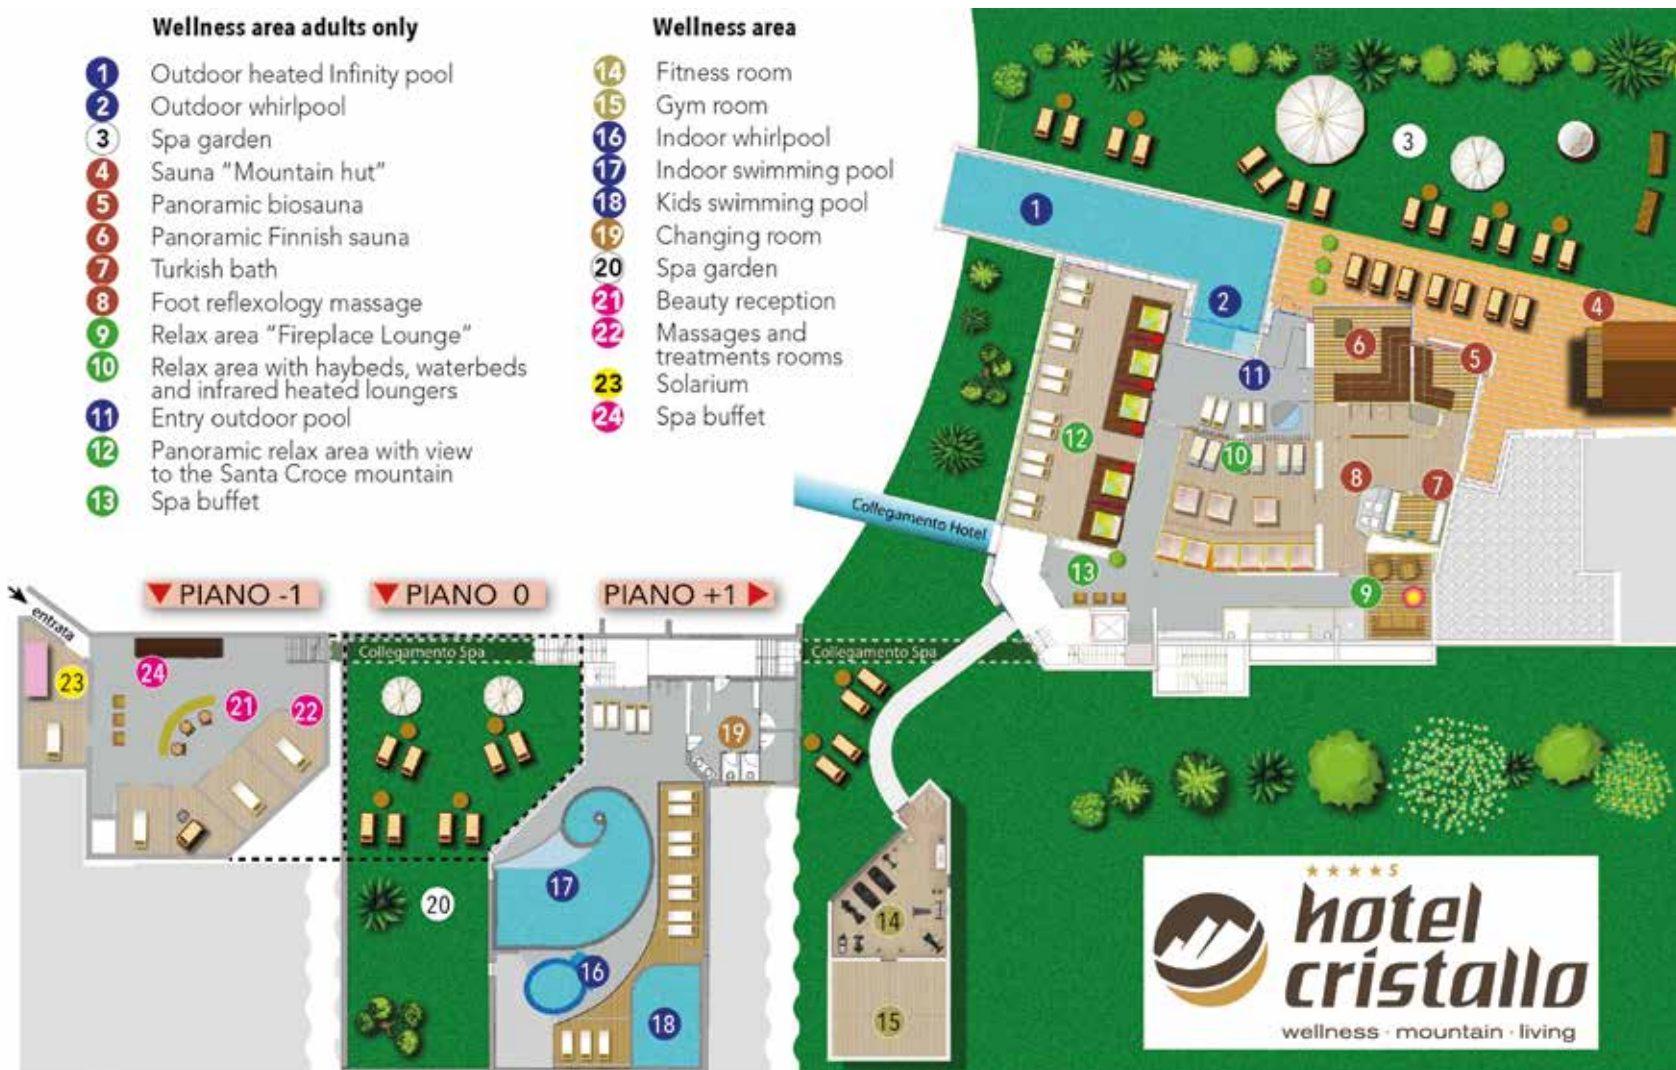 Wellness area adults only
1 Outdoor heated Infinity pool
2 Outdoor whirlpool
3 Spa garden
4 Sauna “Mountain hut”
5 Panoramic biosauna
6 Panoramic Finnish sauna
7 Turkish bath
8 Foot reflexology massage
9 Relax area “Fireplace Lounge”
10 Relax area with haybeds, waterbeds
and infrared heated loungers
11 Entry outdoor pool
12 Panoramic relax area with view
to the Santa Croce mountain
13 Spa buffet
Wellness area
14 Fitness room
15 Gym room
16 Indoor whirlpool
17 Indoor swimming pool
18 Kids swimming pool
19 Changing room
20 Spa garden
21 Beauty reception
22 Massages and
treatments rooms
23 Solarium
24 Spa buffet
3
1
2
4
6
5
11
12
10
8
7
Collegamento Hotel
13
9
PIANO -1
PIANO 0
PIANO +1
entrata
Collegamento Spa
Collegamento Spa
23
24
21
22
19
17
20
16
18
14
15
S
hotel
cristallo
wellness · mountain · living